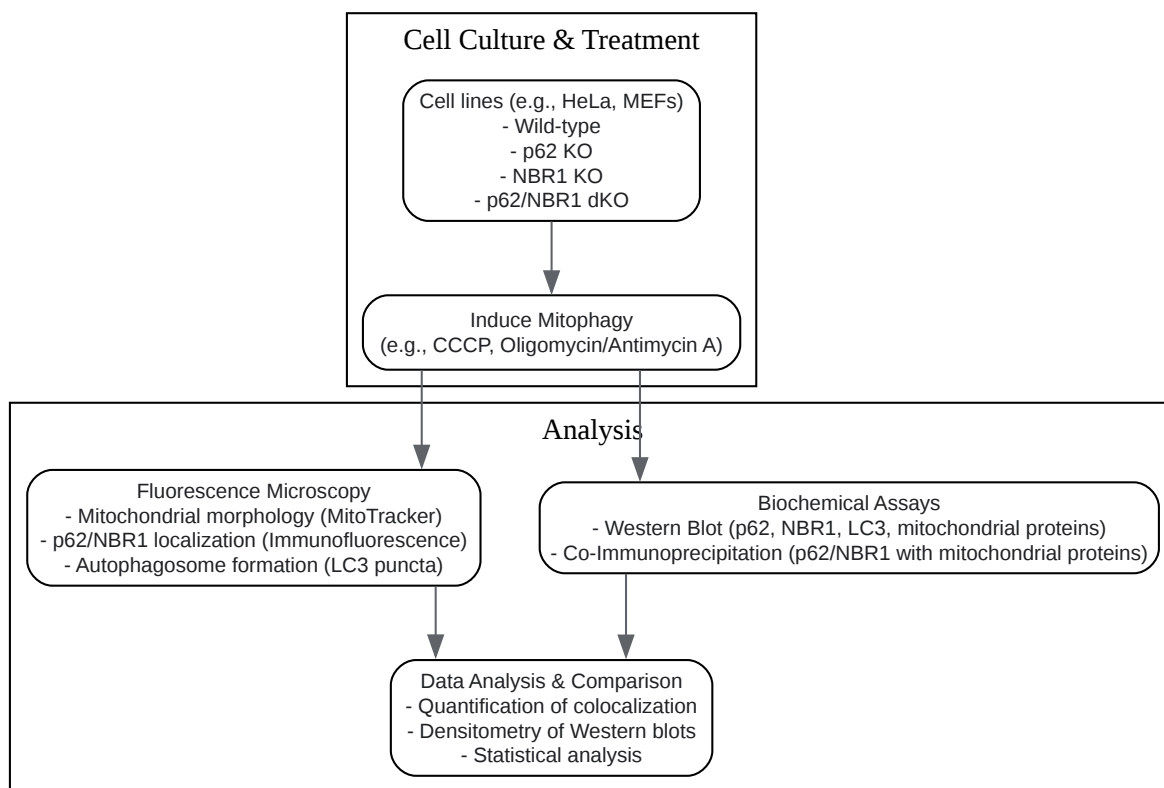 Cell Culture & Treatment
Cell lines (e.g., HeLa, MEFs)
- Wild-type
- p62 KO
- NBR1 KO
- p62/NBR1 dKO
Induce Mitophagy
(e.g., CCCP, Oligomycin/Antimycin A)
Analysis
Fluorescence Microscopy
- Mitochondrial morphology (MitoTracker)
- p62/NBR1 localization (Immunofluorescence)
- Autophagosome formation (LC3 puncta)
Biochemical Assays
- Western Blot (p62, NBR1, LC3, mitochondrial proteins)
- Co-Immunoprecipitation (p62/NBR1 with mitochondrial proteins)
Data Analysis & Comparison
- Quantification of colocalization
- Densitometry of Western blots
- Statistical analysis